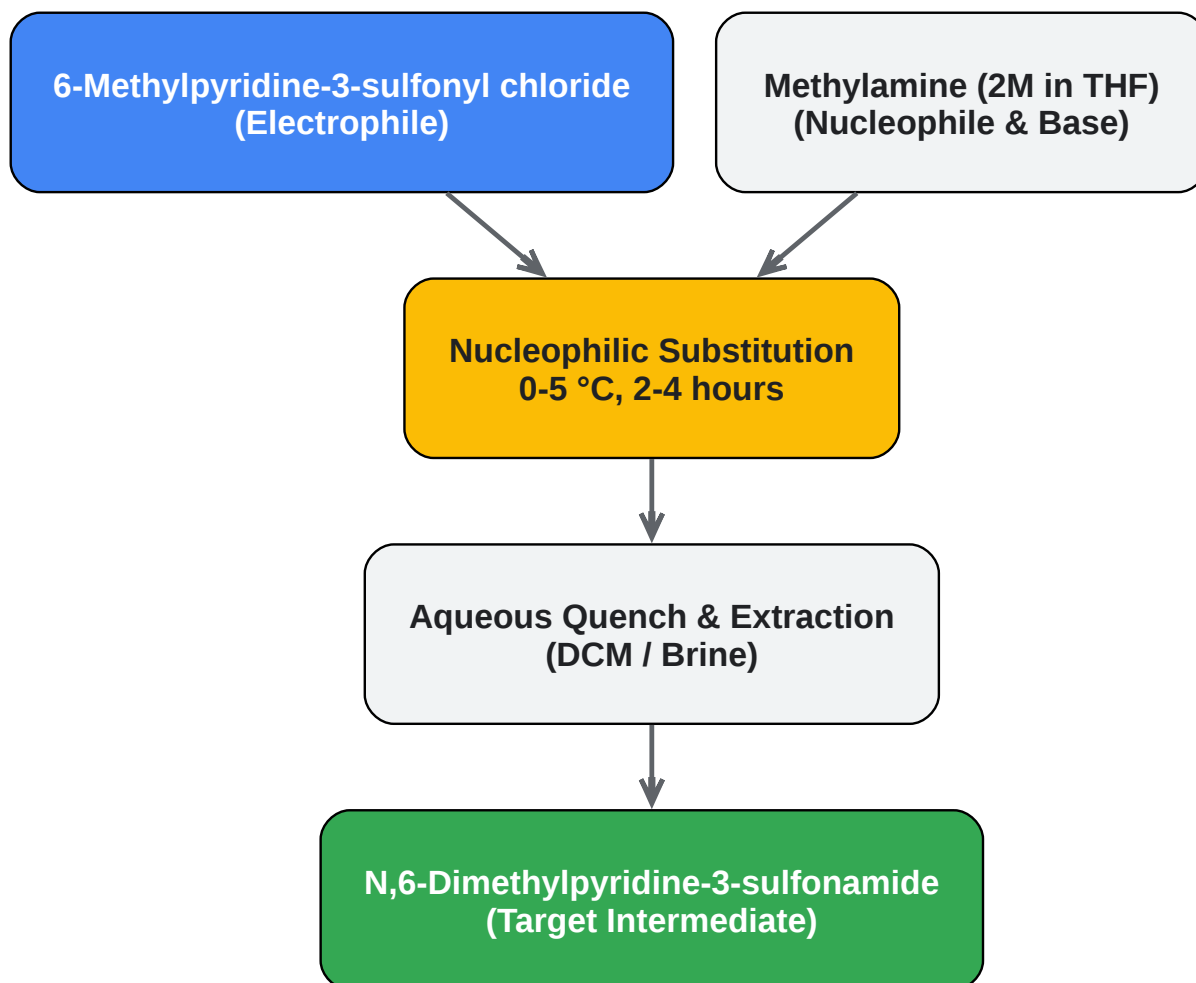 6-Methylpyridine-3-sulfonyl chloride
(Electrophile)
Methylamine (2M in THF)
(Nucleophile & Base)
Nucleophilic Substitution
0-5 °C, 2-4 hours
Aqueous Quench & Extraction
(DCM / Brine)
N,6-Dimethylpyridine-3-sulfonamide
(Target Intermediate)